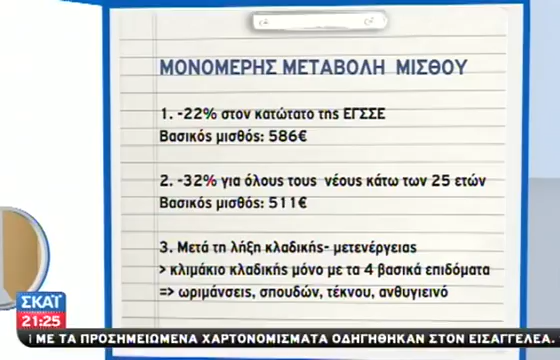 ΜΟΝΟΜΕΡΗΣ ΜΕΤΑΒΟΛΗ ΜΙΣΘΟΥ
1. -22% στον κατώτατο της ΕΓΣΣΕ
Βασικός μισθός: 586€
2. -32% για όλους τους νέους κάτω των 25 ετών
Βασικός μισθός: 511€
3. Μετά τη λήξη κλαδικής- μετενέργειας
> κλιμάκιο κλαδικής μόνο με τα 4 βασικά επιδόματα
=> ωριμάνσεις, σπουδών, τέκνου, ανθυγιεινό
ΣΚΑΪ
21:25
ΜΕ ΤΑ ΠΡΟΣΗΜΕΙΩΜΕΝΑ ΧΑΡΤΟΝΟΜΙΣΜΑΤΑ ΟΔΗΓΗΘΗΚΑΝ ΣΤΟΝ ΕΙΣΑΓΓΕΛΕΑ